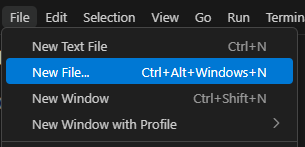 File Edit Selection View Go Run Termin
New Text File Ctrl+N
New File... Ctrl+Alt+Windows+N
New Window Ctrl+Shift+N
New Window with Profile